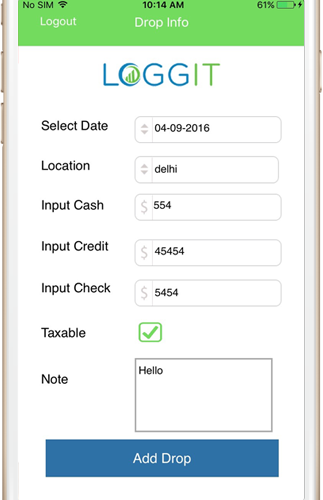 No SIM 10:14 AM 61%
Logout Drop Info
LOGGIT
Select Date 04-09-2016
Location delhi
Input Cash $ 554
Input Credit $ 45454
Input Check $ 5454
Taxable
Note Hello
Add Drop